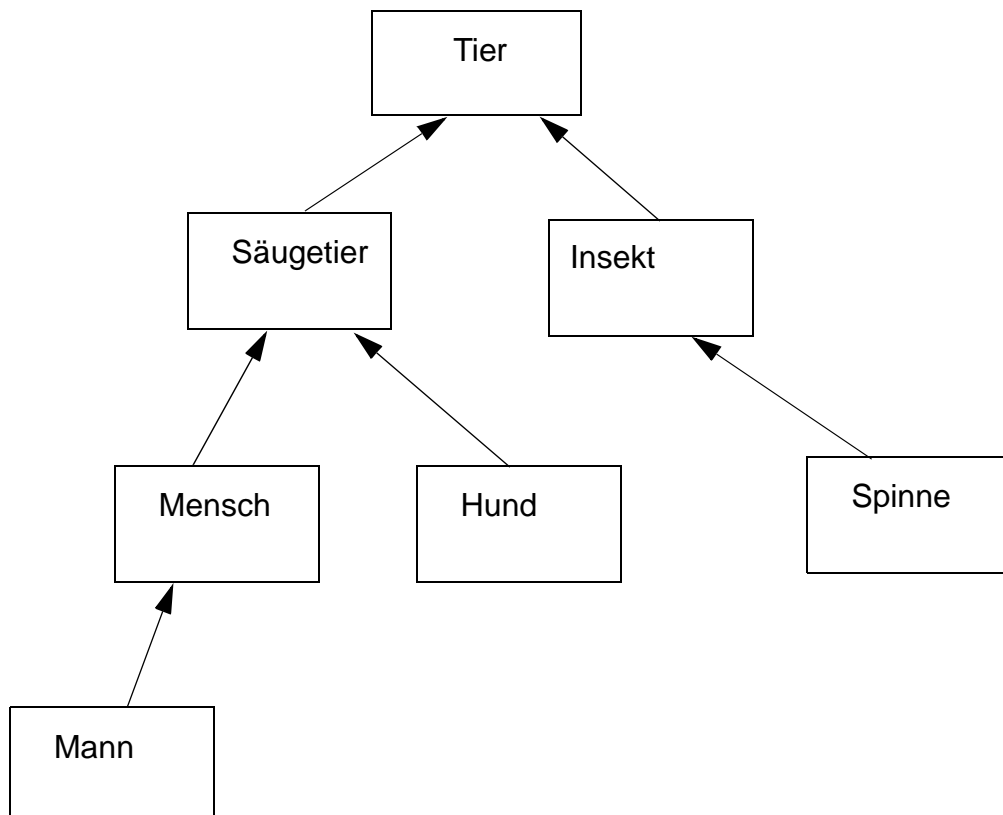 Tier
Säugetier
Insekt
Mensch
Hund
Spinne
Mann